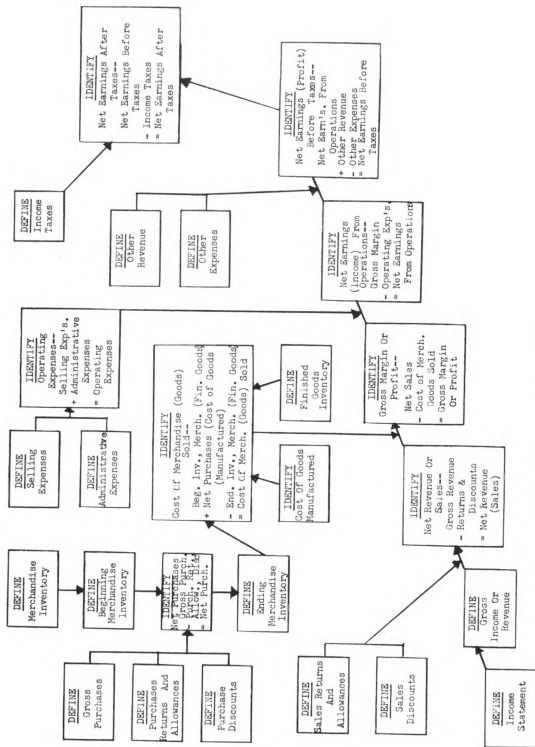 DEFINE
Income
Taxes
IDENTIFY
Net Earnings After
Taxes--
Net Earnings Before
Taxes
- Income Taxes
= Net Earnings After
Taxes
DEFINE
Other
Revenue
DEFINE
Other
Expenses
IDENTIFY
Net Earnings (Profit)
Before Taxes--
Net Earn's. From
Operations
+ Other Revenue
- Other Expenses
= Net Earnings Before
Taxes
IDENTIFY
Net Earnings
(Income) From
Operations--
Gross Margin
- Operating Exp's.
= Net Earnings
From Operations
DEFINE
Selling
Expenses
DEFINE
Administrative
Expenses
IDENTIFY
Operating
Expenses--
Selling Exp's.
+ Administrative
Expenses
= Operating
Expenses
IDENTIFY
Gross Margin Or
Profit--
Net Sales
- Cost of Merch.
Goods Sold
= Gross Margin
Or Profit
DEFINE
Merchandise
Inventory
DEFINE
Beginning
Merchandise
Inventory
IDENTIFY
Net Purchases
Gross Purch.
= Net Purch.
DEFINE
Ending
Merchandise
Inventory
IDENTIFY
Cost Of Merchandise (Goods)
Sold--
Beg. Inv., Merch. (Fin. Goods)
+ Net Purchases (Cost of Goods
(Manufactured)
- End. Inv., Merch. (Fin. Goods)
= Cost Of Merch. (Goods) Sold
DEFINE
Finished
Goods
Inventory
IDENTIFY
Cost Of Goods
Manufactured
DEFINE
Gross
Purchases
DEFINE
Purchases
Returns And
Allowances
DEFINE
Purchase
Discounts
IDENTIFY
Net Revenue Or
Sales--
Gross Revenue
- Returns &
Discounts
= Net Revenue
(Sales)
DEFINE
Sales Returns
And
Allowances
DEFINE
Sales
Discounts
DEFINE
Gross
Income Or
Revenue
DEFINE
Income
Statement